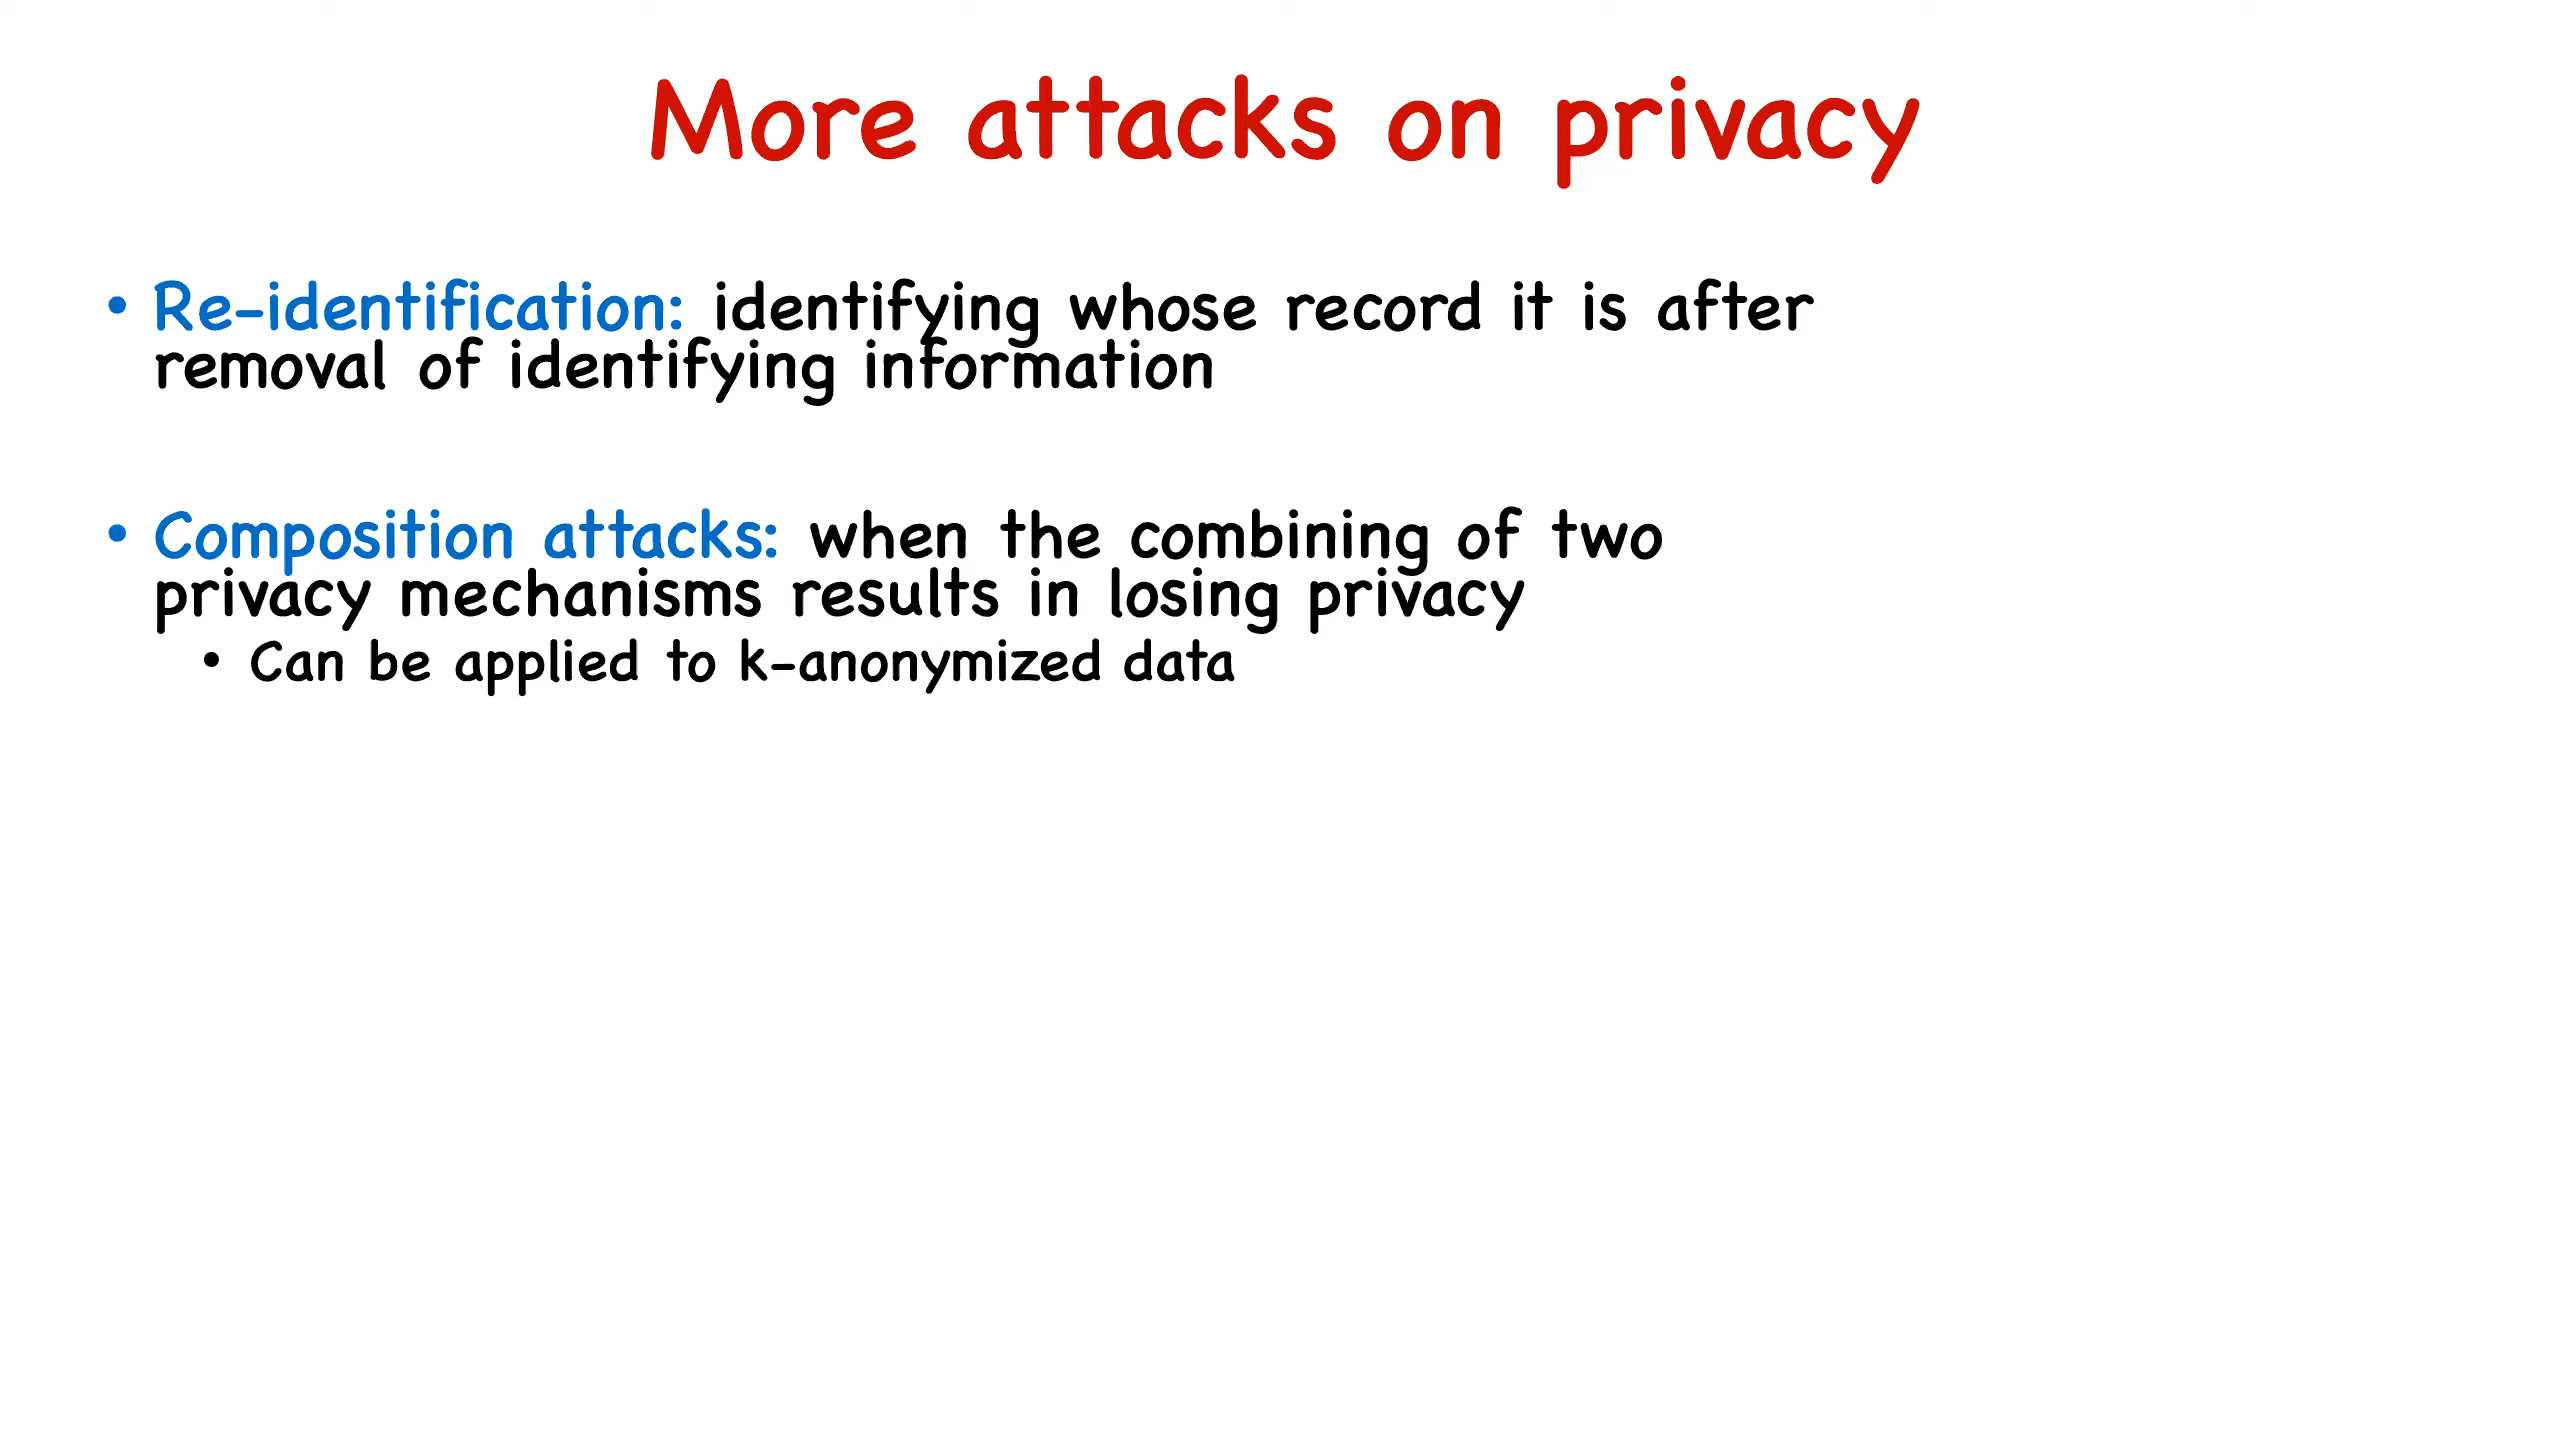 More attacks on privacy
• Re-identification: identifying whose record it is after
removal of identifying information
• Composition attacks: when the combining of two
privacy mechanisms results in losing privacy
• Can be applied to k-anonymized data